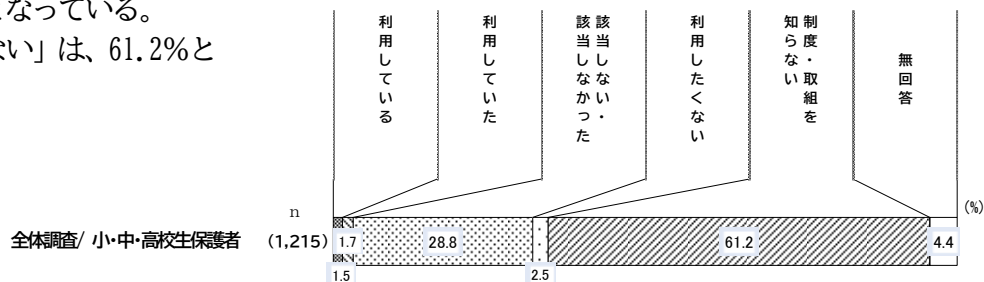 なっている。
ない」は、61.2%と
利用している
利用していた
該当しない・
該当しなかった
利用したくない
制度・取組を
知らない
無回答
(%)
n
全体調査/ 小・中・高校生保護者 (1,215) 1.7 28.8 61.2 4.4
1.5 2.5